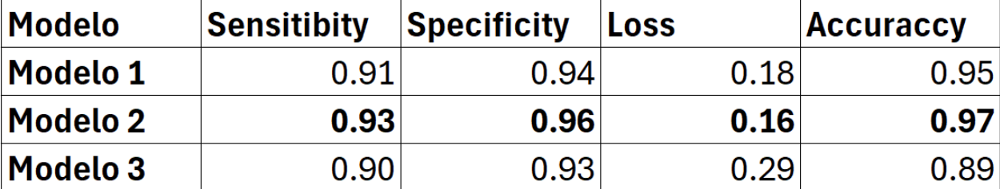 Modelo Sensitibity Specificity Loss Accuraccy
Modelo 1 0.91 0.94 0.18 0.95
Modelo 2 0.93 0.96 0.16 0.97
Modelo 3 0.90 0.93 0.29 0.89